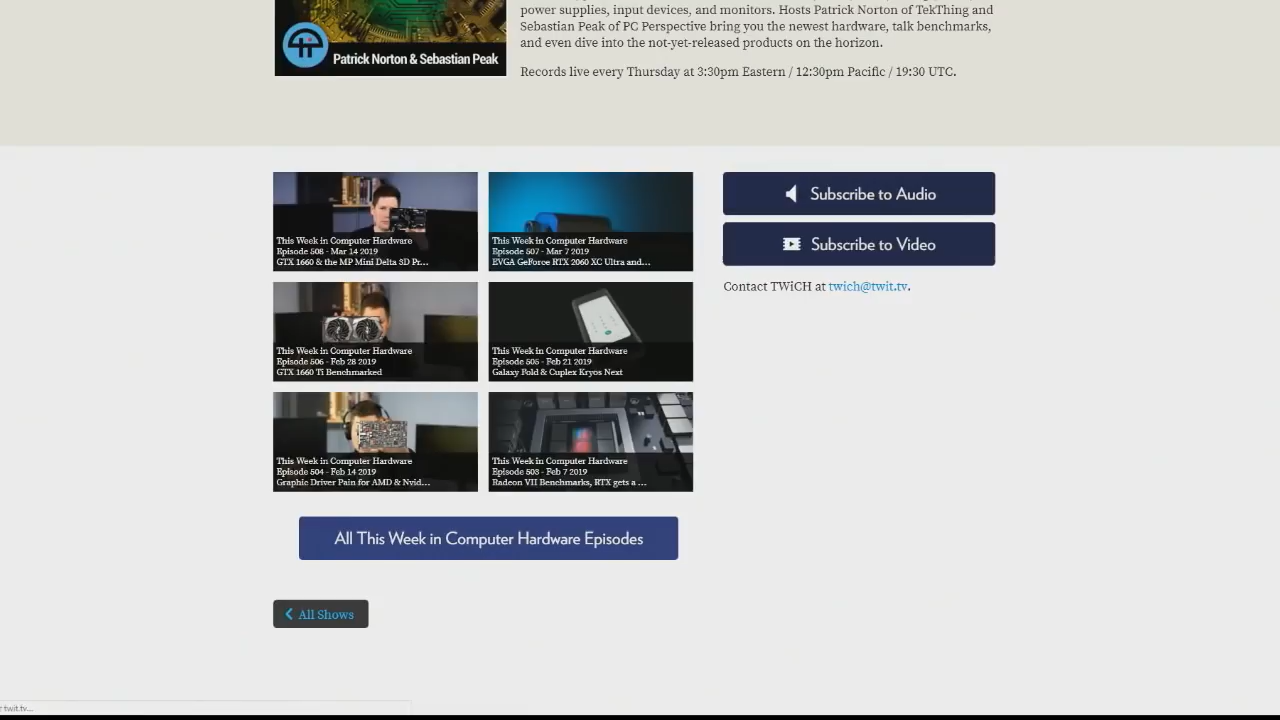 power supplies, input devices, and monitors. Hosts Patrick Norton of TekThing and
Sebastian Peak of PC Perspective bring you the newest hardware, talk benchmarks,
and even dive into the not-yet-released products on the horizon.
Patrick Norton & Sebastian Peak
Records live every Thursday at 3:30pm Eastern / 12:30pm Pacific / 19:30 UTC.
This Week in Computer Hardware
Episode 508 - Mar 14 2019
GTX 1660 & the MP Mini Delta 3D Pr...
This Week in Computer Hardware
Episode 507 - Mar 7 2019
EVGA GeForce RTX 2060 XC Ultra and...
This Week in Computer Hardware
Episode 506 - Feb 28 2019
GTX 1660 Ti Benchmarked
This Week in Computer Hardware
Episode 505 - Feb 21 2019
Galaxy Fold & Cuplex Kryos Next
This Week in Computer Hardware
Episode 504 - Feb 14 2019
Graphic Driver Pain for AMD & Nvid...
This Week in Computer Hardware
Episode 503 - Feb 7 2019
Radeon VII Benchmarks, RTX gets a ...
Subscribe to Audio
Subscribe to Video
Contact TWiCH at twich@twit.tv.
All This Week in Computer Hardware Episodes
All Shows
twit.tv...